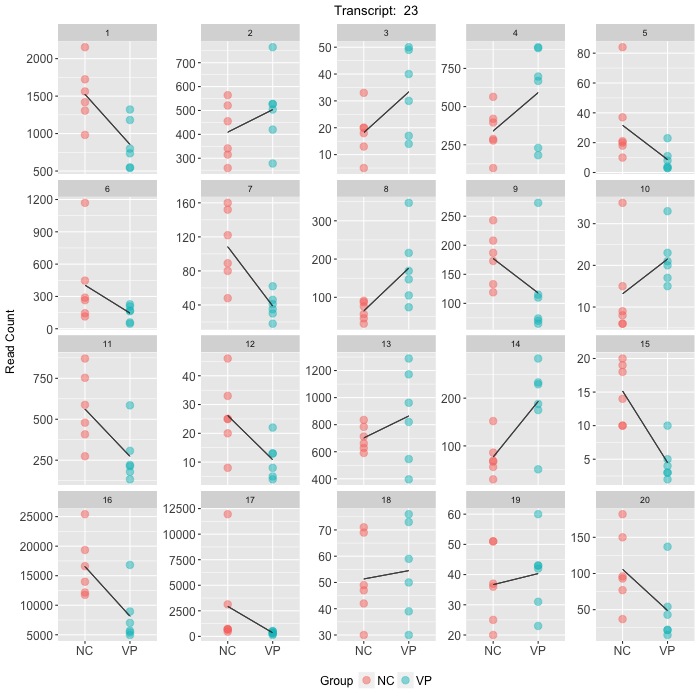 Transcript: 23
1 2 3 4 5
2000 1500 1000 500
700 600 500 400 300
50 40 30 20 10
750 500 250
80 60 40 20 0
6 7 8 9 10
1200 900 600 300 0
160 120 80 40
300 200 100
250 200 150 100
30 20 10
Read Count
11 12 13 14 15
750 500 250
40 30 20 10
1200 1000 800 600 400
200 100
20 15 10 5
16 17 18 19 20
25000 20000 15000 10000 5000
12500 10000 7500 5000 2500 0
70 60 50 40 30
60 50 40 30 20
150 100 50
NC VP NC VP NC VP NC VP NC VP
Group NC VP